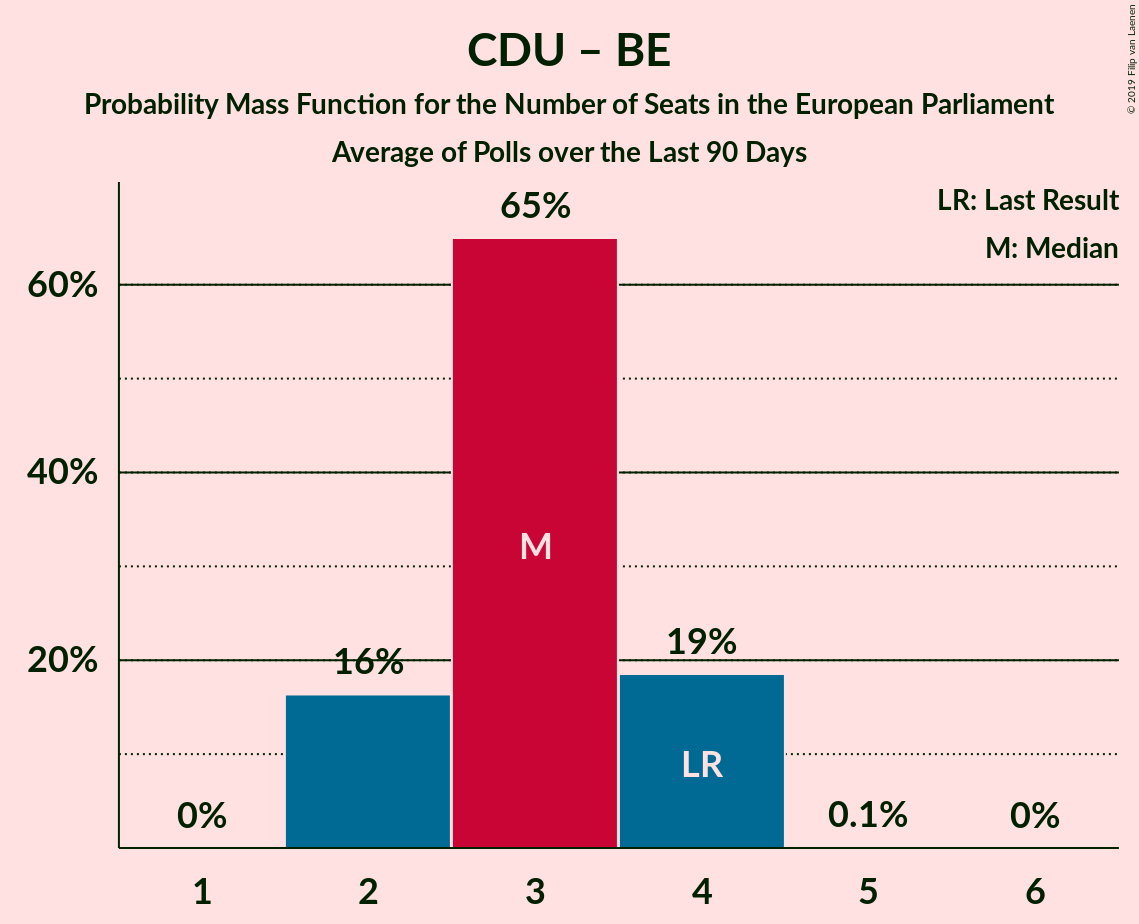 CDU – BE
Probability Mass Function for the Number of Seats in the European Parliament
Average of Polls over the Last 90 Days
© 2019 Filip van Laenen
LR: Last Result
M: Median
65%
60%
40%
M
19%
20%
16%
LR
0%
0.1%
0%
1 2 3 4 5 6